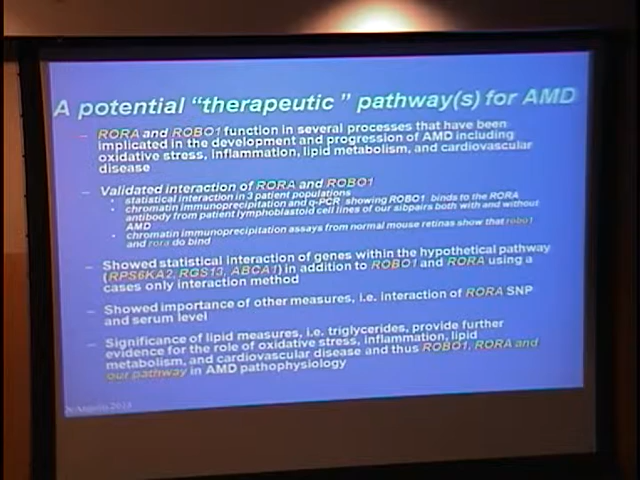 A potential “therapeutic ” pathway(s) for AMD
– RORA and ROBO1 function in several processes that have been
implicated in the development and progression of AMD including
oxidative stress, inflammation, lipid metabolism, and cardiovascular
disease
– Validated interaction of RORA and ROBO1
• statistical interaction in 3 patient populations
• chromatin immunoprecipitation and q-PCR showing ROBO1 binds to the RORA
antibody from patient lymphoblastoid cell lines of our sibpairs both with and without
AMD
• chromatin immunoprecipitation assays from normal mouse retinas show that robo1
and rora do bind
– Showed statistical interaction of genes within the hypothetical pathway
(RPS6KA2, RGS13, ABCA1) in addition to ROBO1 and RORA using a
cases only interaction method
– Showed importance of other measures, i.e. interaction of RORA SNP
and serum level
– Significance of lipid measures, i.e. triglycerides, provide further
evidence for the role of oxidative stress, inflammation, lipid
metabolism, and cardiovascular disease and thus ROBO1, RORA and
our pathway in AMD pathophysiology